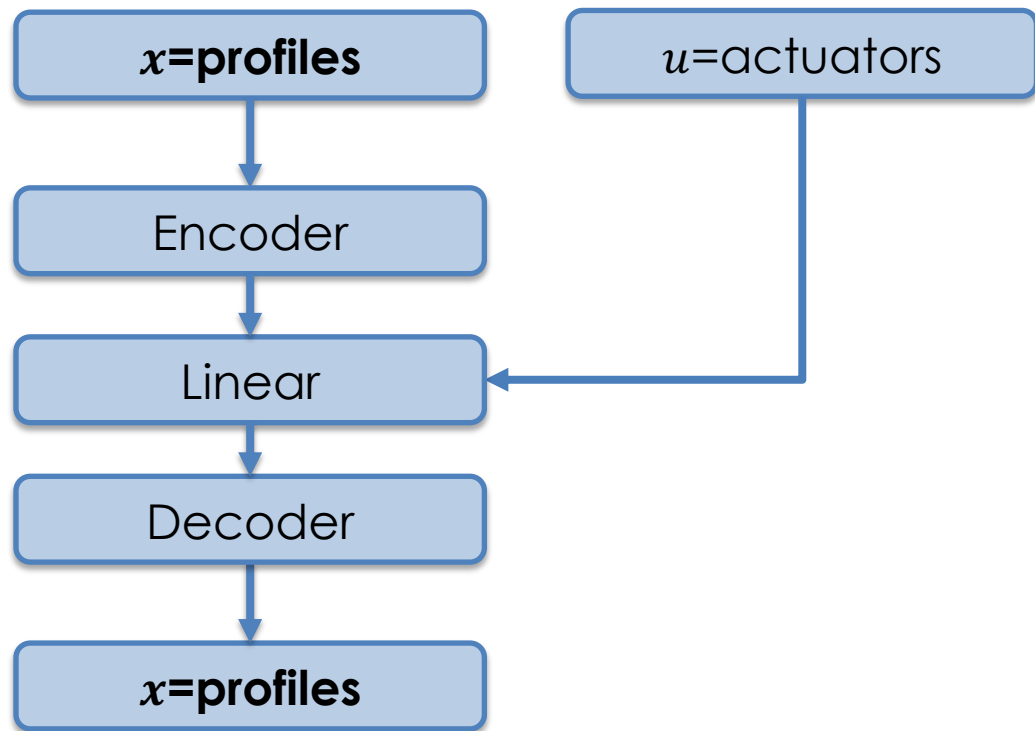 x=profiles
u=actuators
Encoder
Linear
Decoder
x=profiles